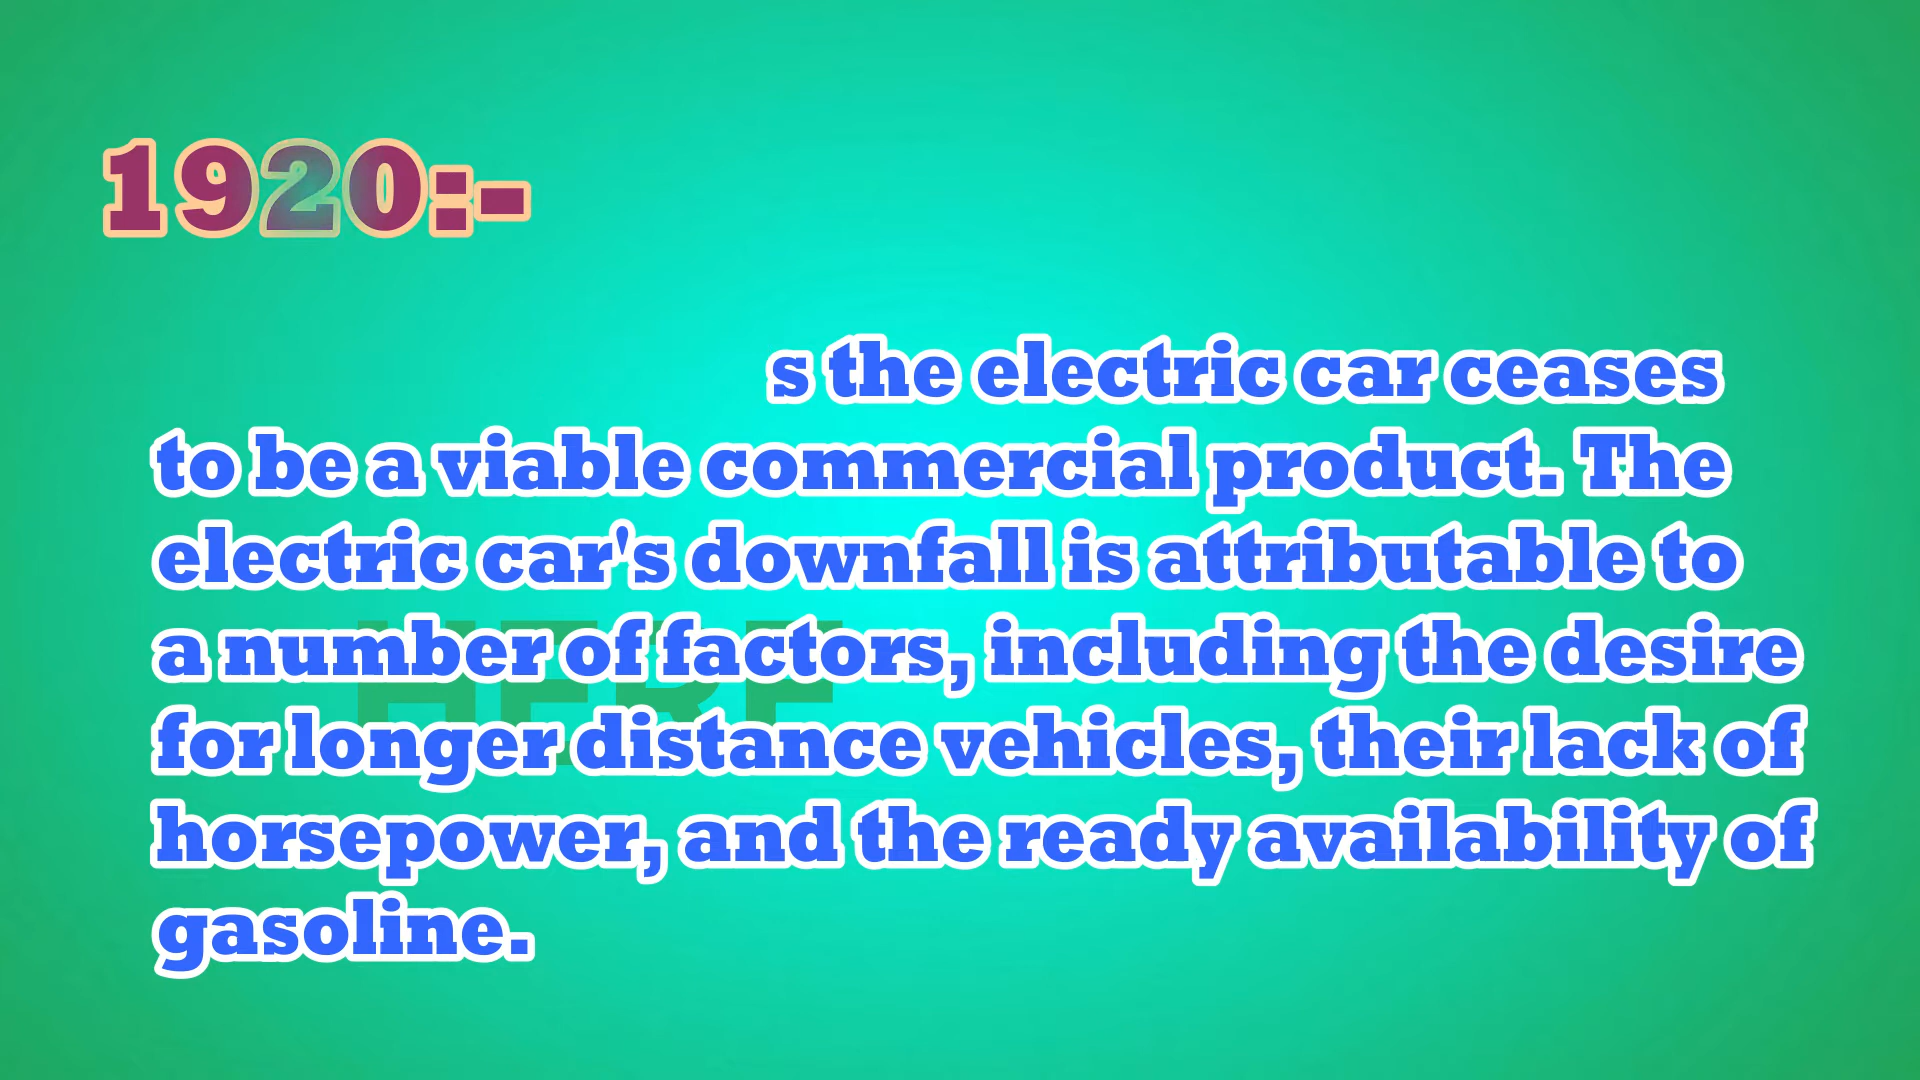 1920:-
s the electric car ceases
to be a viable commercial product. The
electric car's downfall is attributable to
a number of factors, including the desire
HERE
for longer distance vehicles, their lack of
horsepower, and the ready availability of
gasoline.